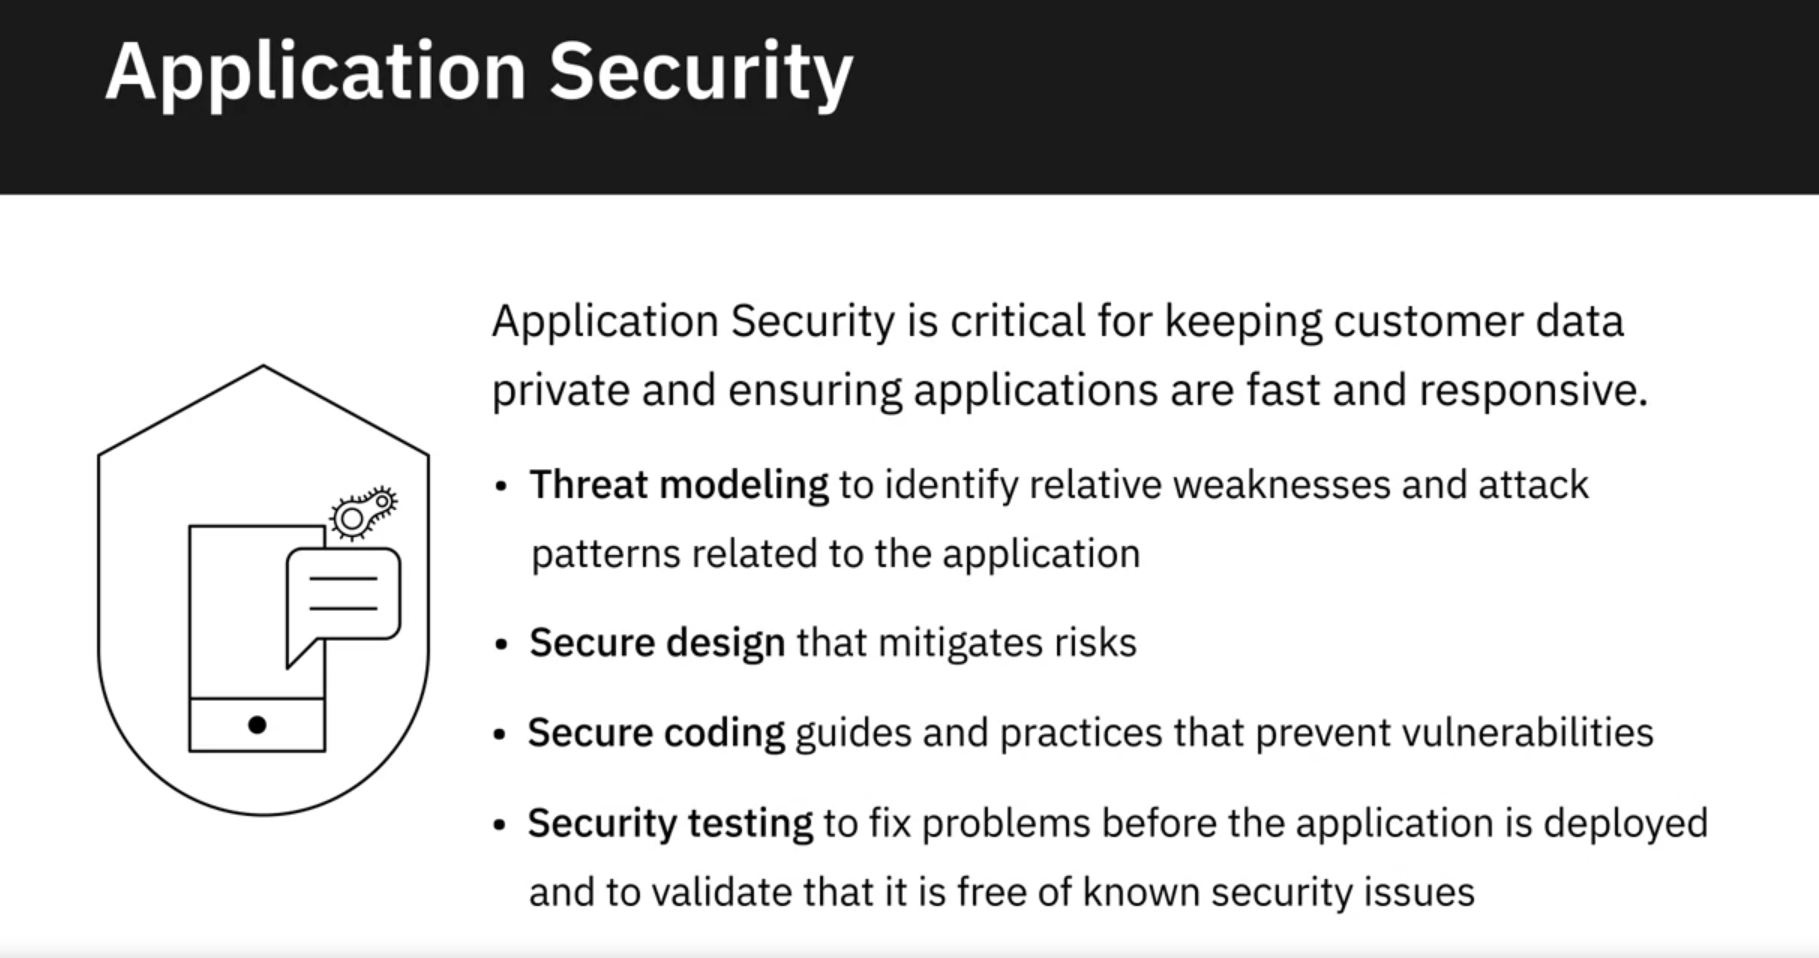 Application Security
Application Security is critical for keeping customer data
private and ensuring applications are fast and responsive.
• Threat modeling to identify relative weaknesses and attack
patterns related to the application
• Secure design that mitigates risks
• Secure coding guides and practices that prevent vulnerabilities
• Security testing to fix problems before the application is deployed
and to validate that it is free of known security issues